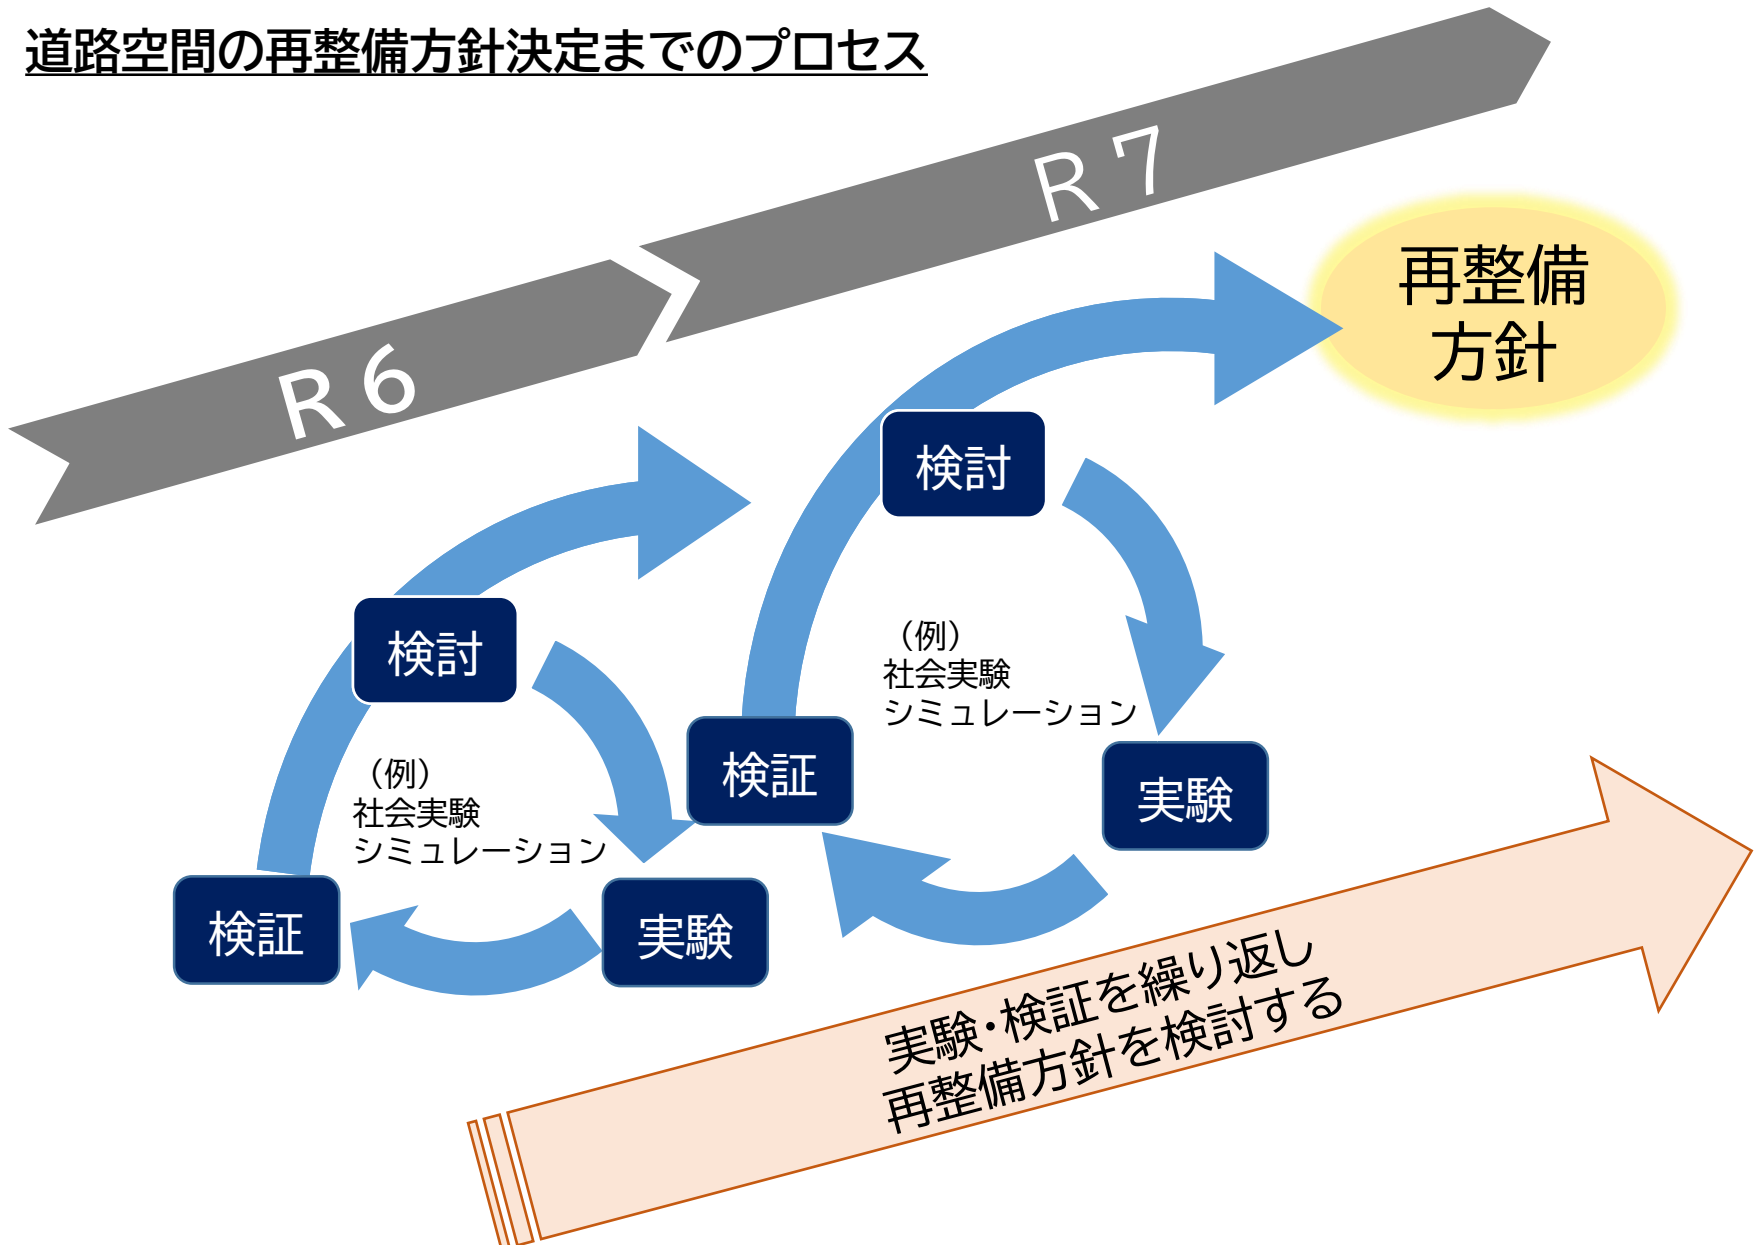 道路空間の再整備方針決定までのプロセス
R６
R７
再整備
方針
検討
（例）
社会実験
シミュレーション
検証
実験
検討
（例）
社会実験
シミュレーション
検証
実験
実験・検証を繰り返し
再整備方針を検討する